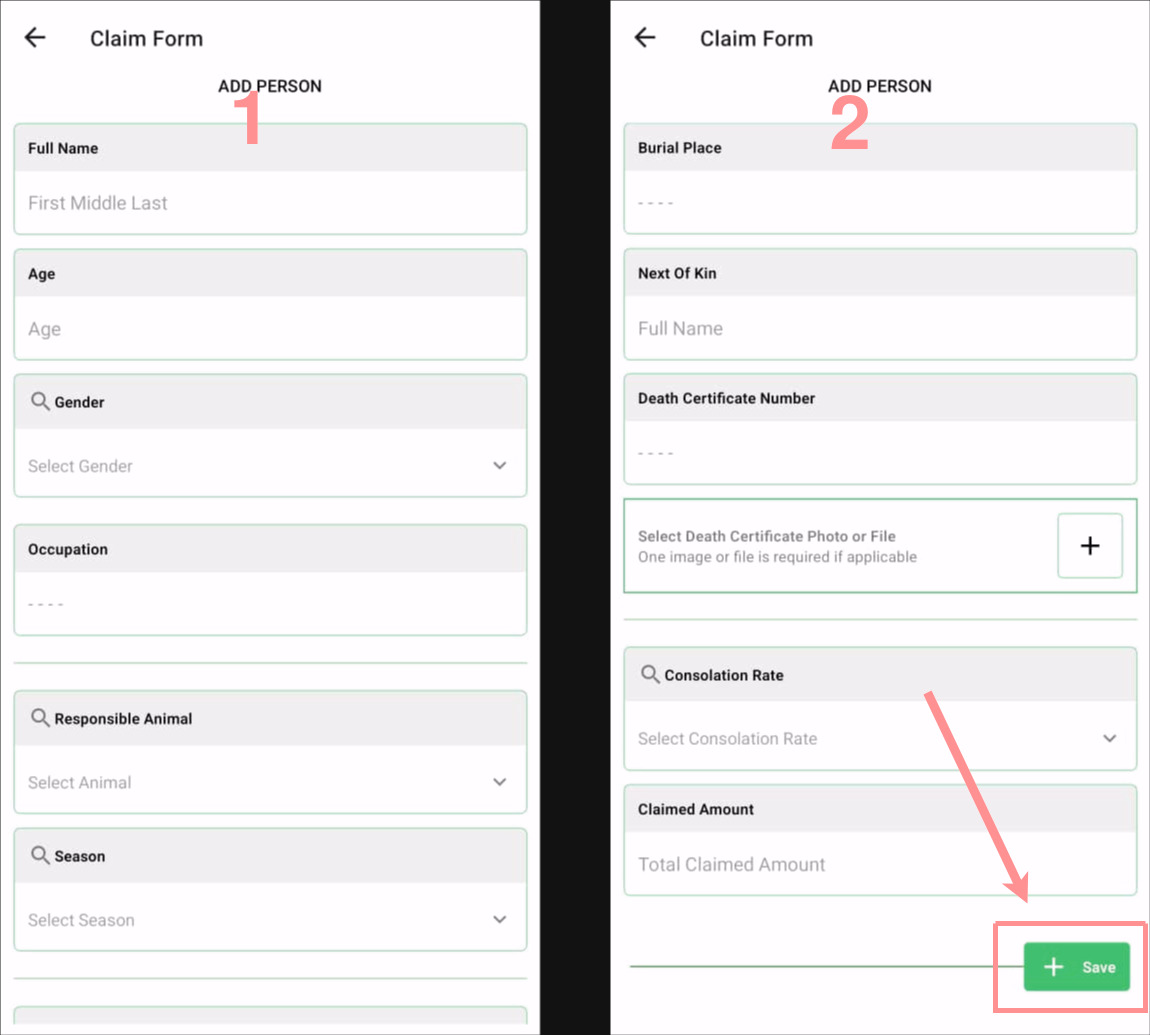 Claim Form
ADD PERSON
1
Full Name
First Middle Last
Age
Age
Gender
Select Gender
Occupation
- - - -
Responsible Animal
Select Animal
Season
Select Season
Claim Form
ADD PERSON
2
Burial Place
- - - -
Next Of Kin
Full Name
Death Certificate Number
- - - -
Select Death Certificate Photo or File
One image or file is required if applicable
+
Consolation Rate
Select Consolation Rate
Claimed Amount
Total Claimed Amount
+ Save